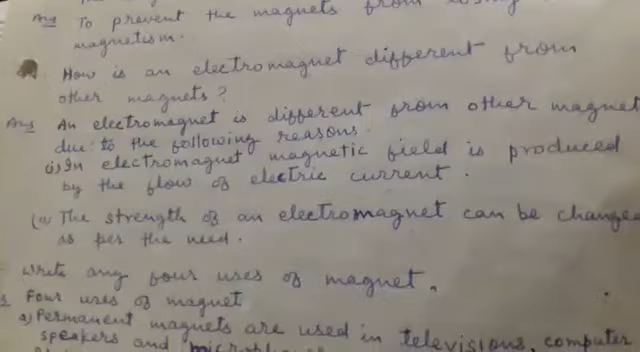 Ans To prevent the magnets from
magnetism.
How is an electromagnet different from
other magnets?
Ans An electromagnet is different from other magnet
due to the following reasons.
(i) In electromagnet magnetic field is produced
by the flow of electric current.
The strength of an electromagnet can be change
as per the need.
write any four uses of magnet.
Four uses of magnet
a) Permanent magnets are used in televisions, computer
speakers and